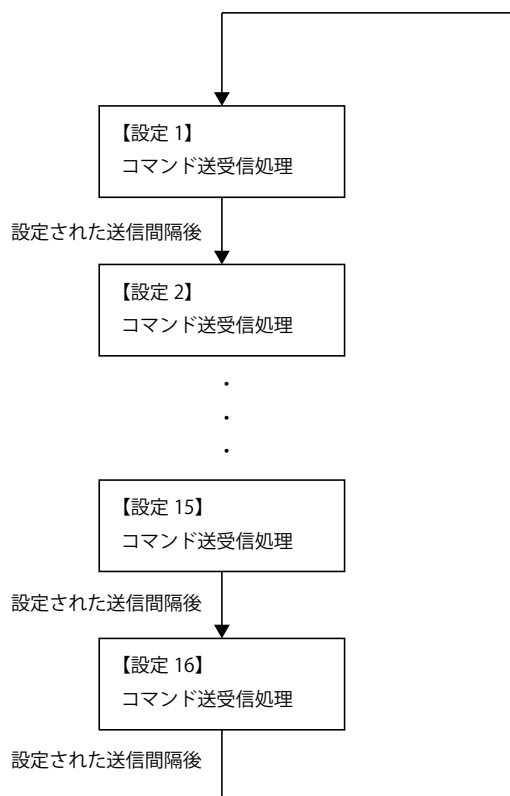 【設定 1】
コマンド送受信処理
設定された送信間隔後
【設定 2】
コマンド送受信処理
・
・
・
【設定 15】
コマンド送受信処理
設定された送信間隔後
【設定 16】
コマンド送受信処理
設定された送信間隔後